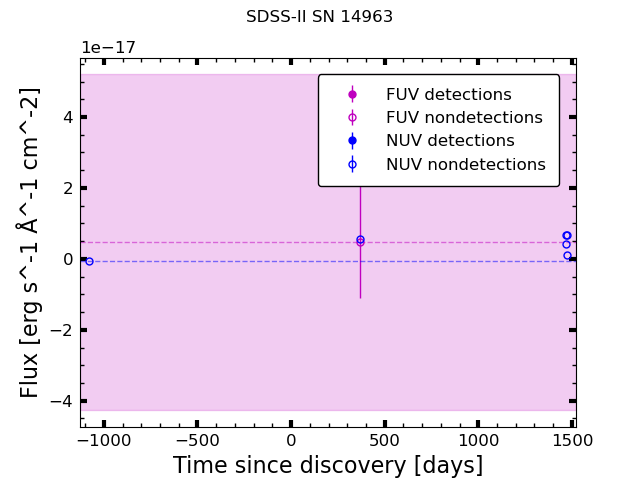 SDSS-II SN 14963
1e−17
FUV detections
FUV nondetections
NUV detections
NUV nondetections
4
2
0
−2
−4
Flux [erg s^-1 Å^-1 cm^-2]
−1000 −500 0 500 1000 1500
Time since discovery [days]